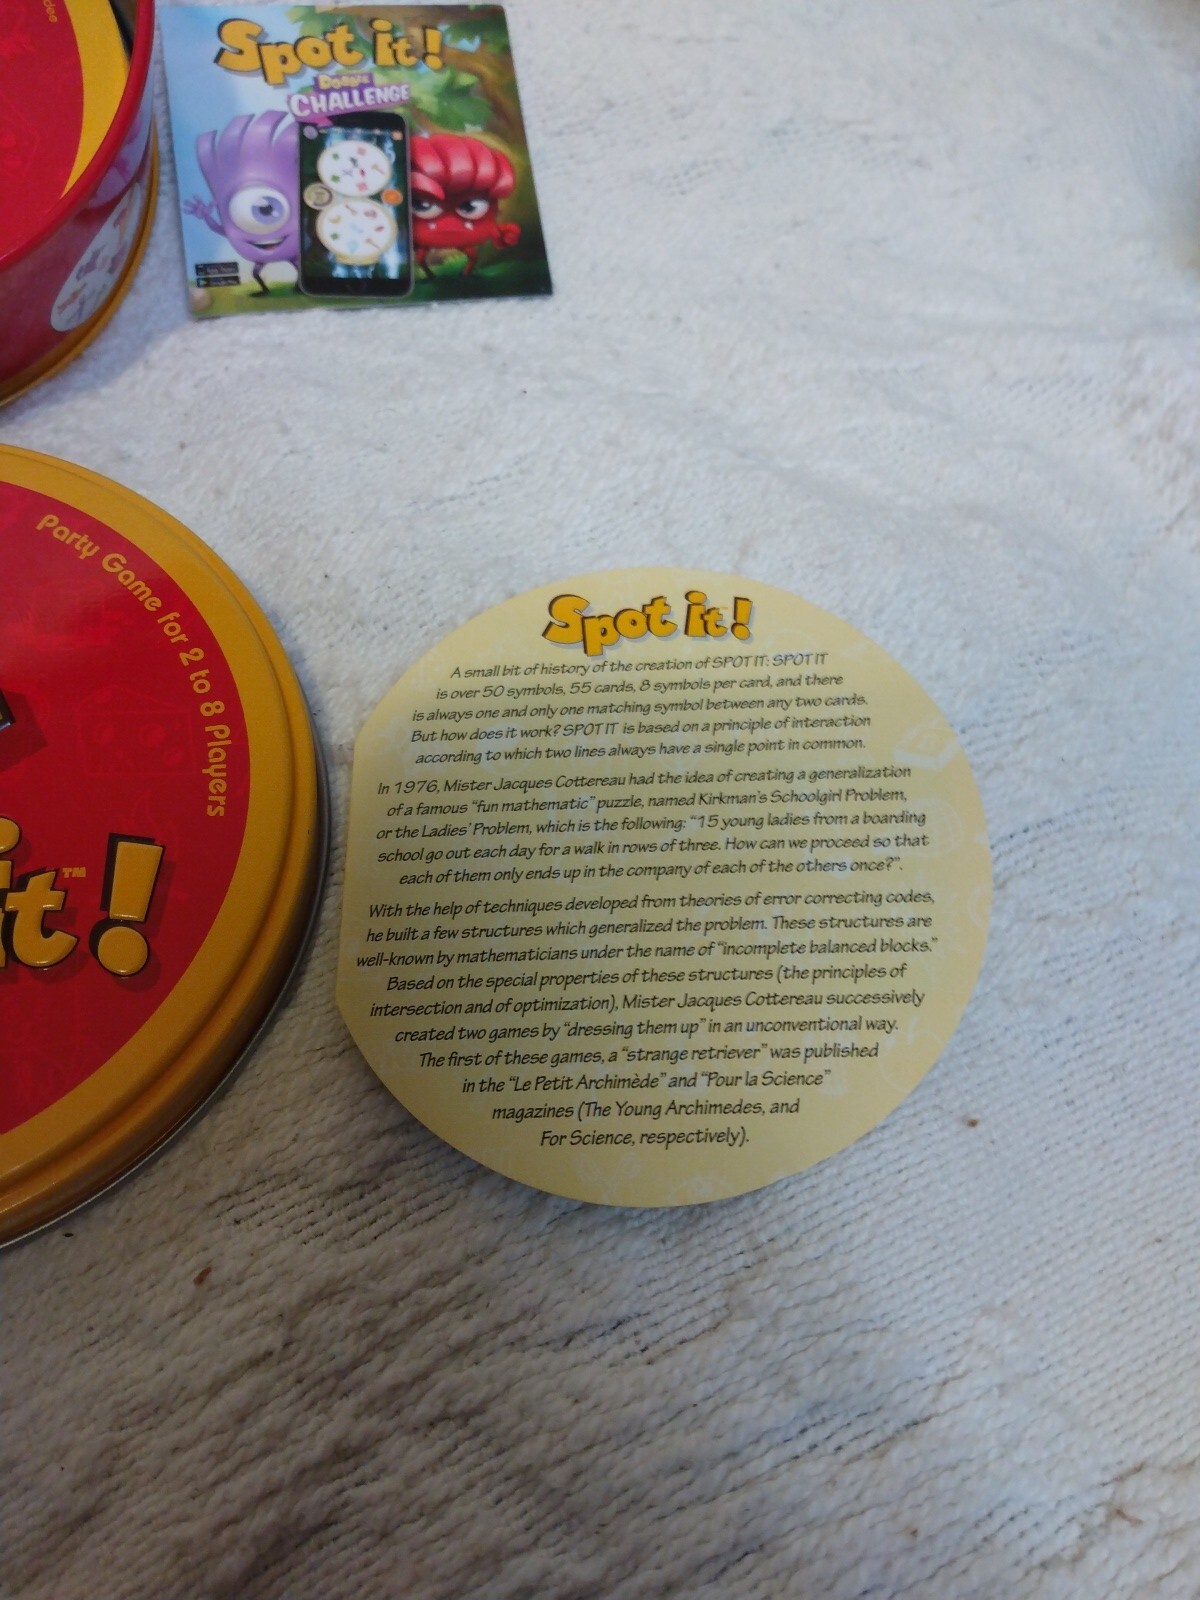 Spot it!
CHALLENGE
Party Game for 2 to 8 Players
it!™
Spot it!
A small bit of history of the creation of SPOT IT: SPOT IT
is over 50 symbols, 55 cards, 8 symbols per card, and there
is always one and only one matching symbol between any two cards.
But how does it work? SPOT IT is based on a principle of interaction
according to which two lines always have a single point in common.
In 1976, Mister Jacques Cottereau had the idea of creating a generalization
of a famous "fun mathematic" puzzle, named Kirkman's Schoolgirl Problem,
or the Ladies' Problem, which is the following: "15 young ladies from a boarding
school go out each day for a walk in rows of three. How can we proceed so that
each of them only ends up in the company of each of the others once?".
With the help of techniques developed from theories of error correcting codes,
he built a few structures which generalized the problem. These structures are
well-known by mathematicians under the name of "incomplete balanced blocks."
Based on the special properties of these structures (the principles of
intersection and of optimization), Mister Jacques Cottereau successively
created two games by "dressing them up" in an unconventional way.
The first of these games, a "strange retriever" was published
in the "Le Petit Archimède" and "Pour la Science"
magazines (The Young Archimedes, and
For Science, respectively).